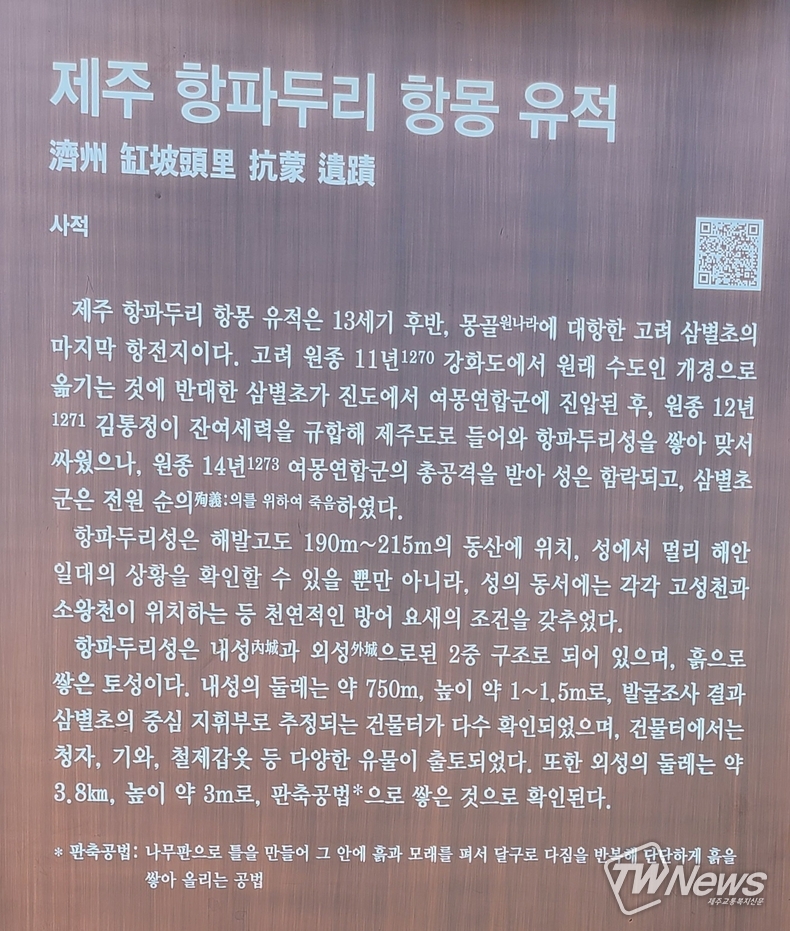 제주 항파두리 항몽 유적
濟州 缸坡頭里 抗蒙 遺蹟
사적
제주 항파두리 항몽 유적은 13세기 후반, 몽골원나라에 대항한 고려 삼별초의
마지막 항전지이다. 고려 원종 11년1270 강화도에서 원래 수도인 개경으로
옮기는 것에 반대한 삼별초가 진도에서 여몽연합군에 진압된 후, 원종 12년
1271 김통정이 잔여세력을 규합해 제주도로 들어와 항파두리성을 쌓아 맞서
싸웠으나, 원종 14년1273 여몽연합군의 총공격을 받아 성은 함락되고, 삼별초
군은 전원 순의殉義:의를 위하여 죽음하였다.
항파두리성은 해발고도 190m~215m의 동산에 위치, 성에서 멀리 해안
일대의 상황을 확인할 수 있을 뿐만 아니라, 성의 동서에는 각각 고성천과
소왕천이 위치하는 등 천연적인 방어 요새의 조건을 갖추었다.
항파두리성은 내성內城과 외성外城으로된 2중 구조로 되어 있으며, 흙으로
쌓은 토성이다. 내성의 둘레는 약 750m, 높이 약 1~1.5m로, 발굴조사 결과
삼별초의 중심 지휘부로 추정되는 건물터가 다수 확인되었으며, 건물터에서는
청자, 기와, 철제갑옷 등 다양한 유물이 출토되었다. 또한 외성의 둘레는 약
3.8㎞, 높이 약 3m로, 판축공법*으로 쌓은 것으로 확인된다.
* 판축공법: 나무판으로 틀을 만들어 그 안에 흙과 모래를 펴서 달구로 다짐을 반복해 단단하게 흙을
쌓아 올리는 공법
TWNews
제주교통복지신문